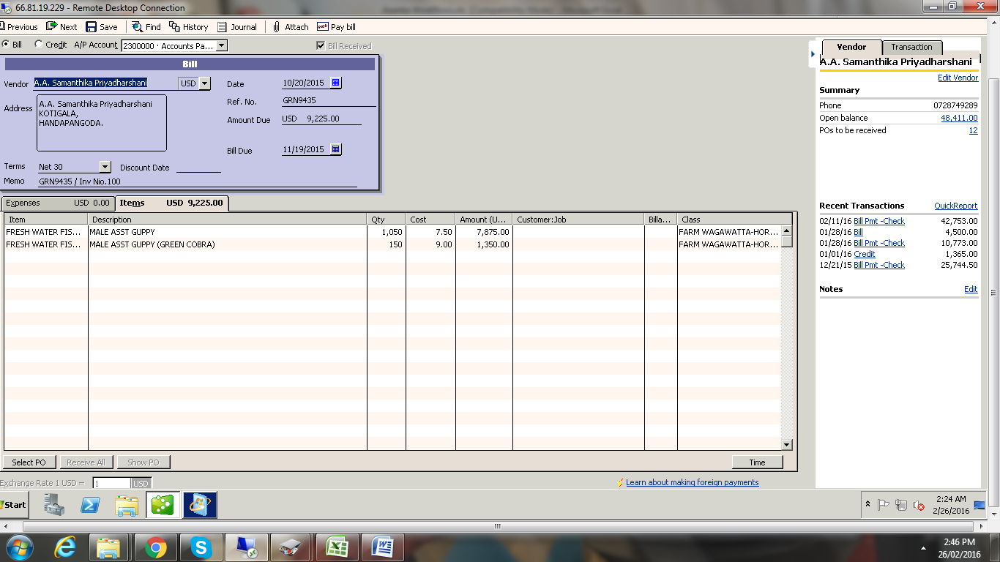 66.81.19.229 - Remote Desktop Connection
Previous Next Save Find History Journal Attach Pay bill
Bill Credit A/P Account 2300000 · Accounts Pa... Bill Received
Bill
Vendor A.A. Samanthika Priyadharshani USD Date 10/20/2015
Ref. No. GRN9435
Address A.A. Samanthika Priyadharshani
KOTIGALA,
HANDAPANGODA.
Amount Due USD 9,225.00
Bill Due 11/19/2015
Terms Net 30 Discount Date
Memo GRN9435 / Inv Nio.100
Expenses USD 0.00 Items USD 9,225.00
Item Description Qty Cost Amount (U... Customer:Job Billa... Class
FRESH WATER FIS... MALE ASST GUPPY 1,050 7.50 7,875.00 FARM WAGAWATTA-HOR...
FRESH WATER FIS... MALE ASST GUPPY (GREEN COBRA) 150 9.00 1,350.00 FARM WAGAWATTA-HOR...
Select PO Receive All Show PO Time
Exchange Rate 1 USD = 1 USD Learn about making foreign payments
Vendor Transaction
A.A. Samanthika Priyadharshani
Edit Vendor
Summary
Phone 0728749289
Open balance 48,411.00
POs to be received 12
Recent Transactions QuickReport
02/11/16 Bill Pmt -Check 42,753.00
01/28/16 Bill 4,500.00
01/28/16 Bill Pmt -Check 10,773.00
01/01/16 Credit 1,365.00
12/21/15 Bill Pmt -Check 25,744.50
Notes Edit
Start
2:24 AM
2/26/2016
2:46 PM
26/02/2016